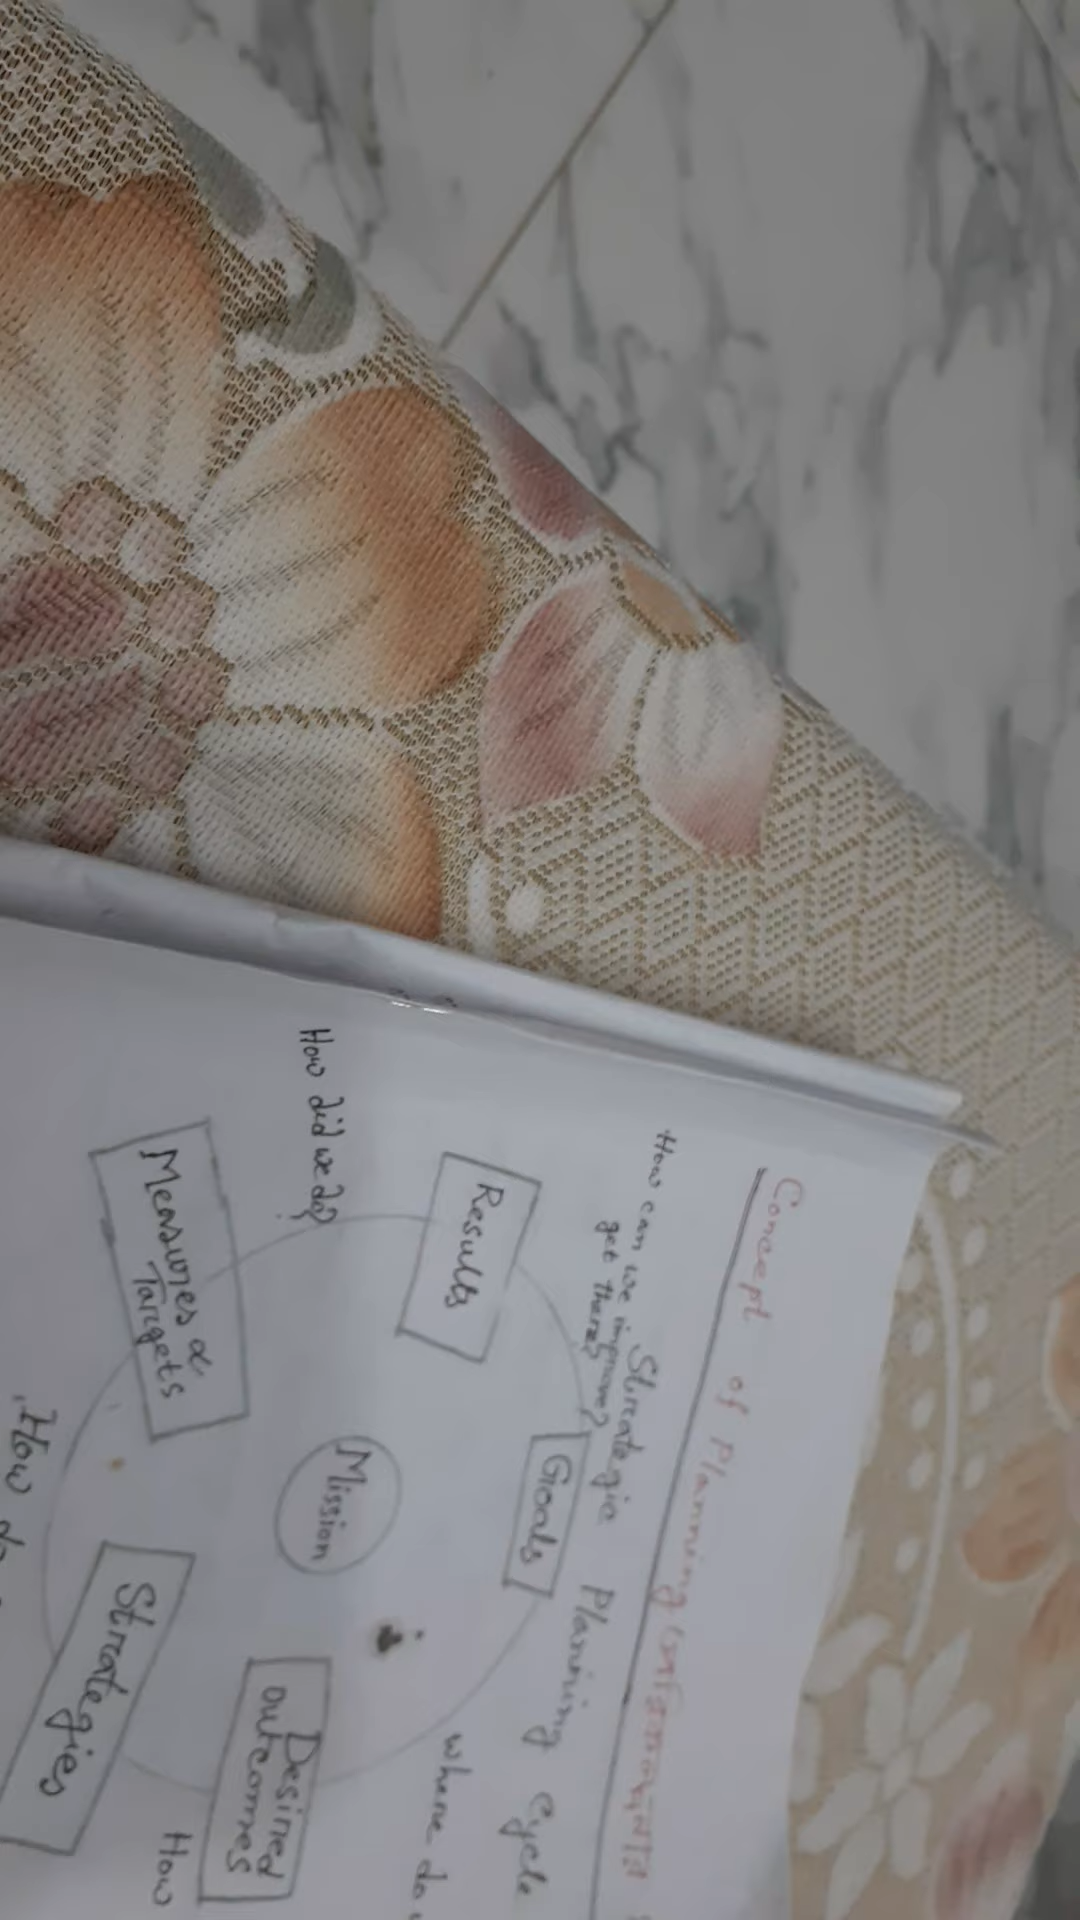 Concept of Planning
Strategic Planning cycle
How can we improve?
get there?
Goals
where do
Results
How did we do?
Mission
Desired
outcomes
Measures &
Targets
How
Strategies
How do